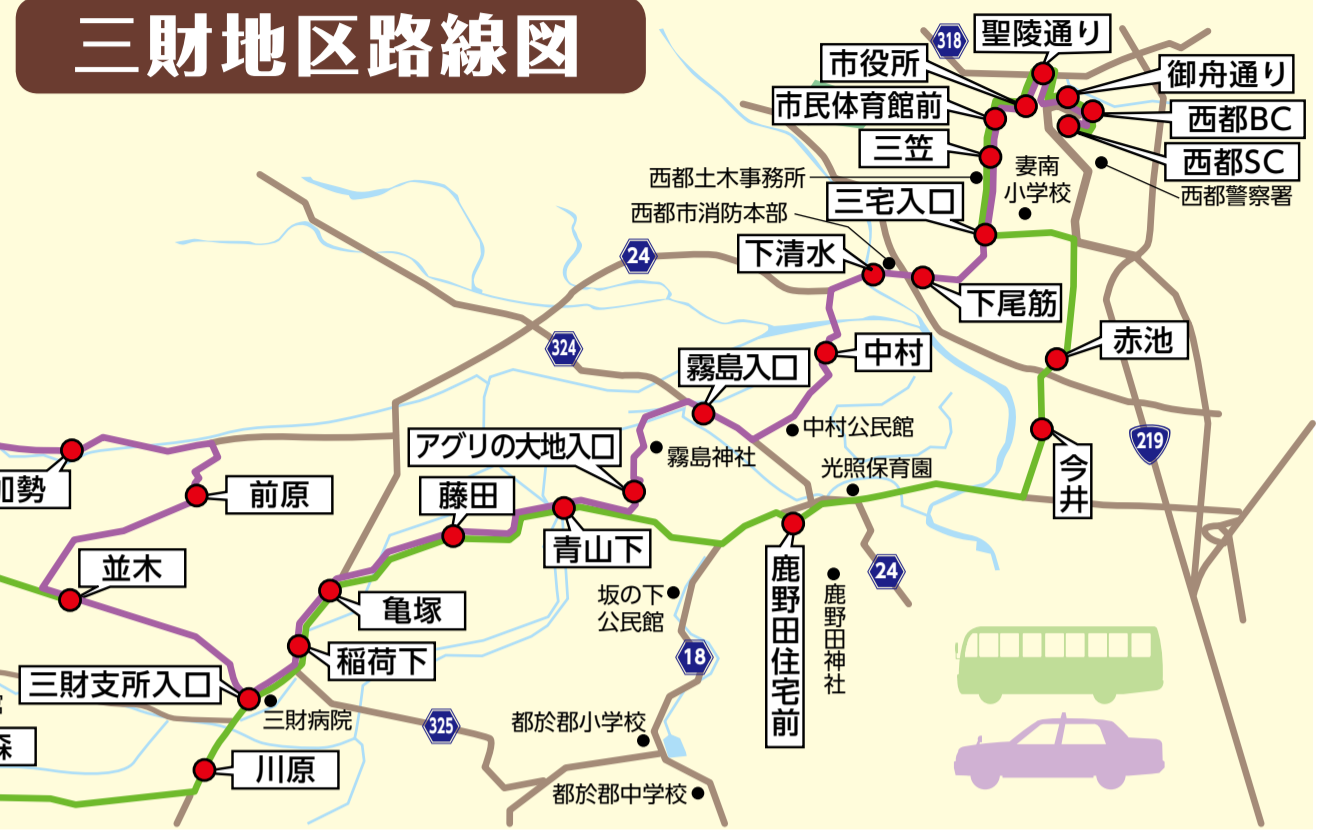 三財地区路線図
318
聖陵通り
市役所
御舟通り
市民体育館前
西都BC
三笠
西都SC
妻南
小学校
西都土木事務所
西都警察署
三宅入口
西都市消防本部
下清水
24
下尾筋
赤池
324
中村
霧島入口
中村公民館
アグリの大地入口
霧島神社
219
光照保育園
今井
加勢
前原
藤田
青山下
並木
鹿野田住宅前
24
坂の下
公民館
鹿野田神社
亀塚
稲荷下
18
三財支所入口
三財病院
325
都於郡小学校
森
川原
都於郡中学校